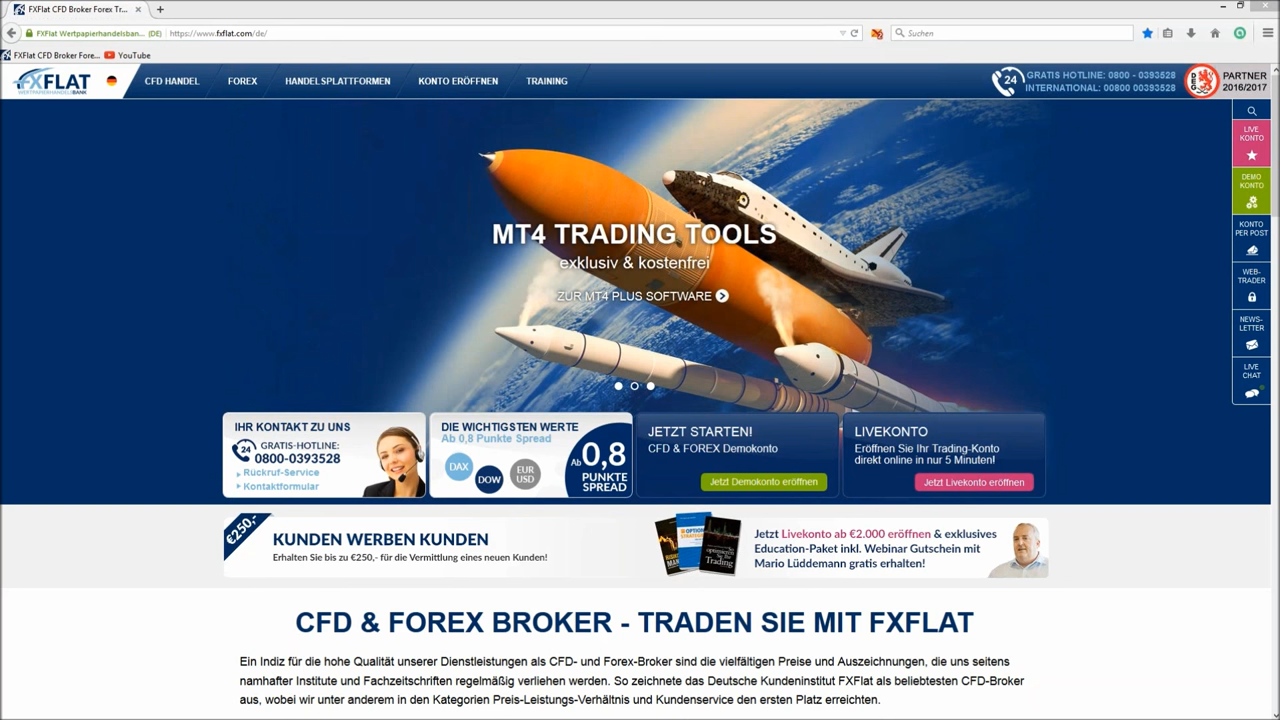 FXFlat CFD Broker Forex Tr...
FXFlat Wertpapierhandelsban... (DE)
https://www.fxflat.com/de/
Suchen
FXFlat CFD Broker Fore...
YouTube
FXFLAT
WERTPAPIERHANDELSBANK
CFD HANDEL
FOREX
HANDELSPLATTFORMEN
KONTO ERÖFFNEN
TRAINING
24
GRATIS HOTLINE: 0800 - 0393528
INTERNATIONAL: 00800 00393528
DEG
PARTNER
2016/2017
LIVE
KONTO
DEMO
KONTO
KONTO
PER POST
WEB-
TRADER
NEWS-
LETTER
LIVE
CHAT
MT4 TRADING TOOLS
exklusiv & kostenfrei
ZUR MT4 PLUS SOFTWARE
IHR KONTAKT ZU UNS
24
GRATIS-HOTLINE:
0800-0393528
Rückruf-Service
Kontaktformular
DIE WICHTIGSTEN WERTE
Ab 0,8 Punkte Spread
DAX
DOW
EUR
USD
Ab 0,8
PUNKTE
SPREAD
JETZT STARTEN!
CFD & FOREX Demokonto
Jetzt Demokonto eröffnen
LIVEKONTO
Eröffnen Sie Ihr Trading-Konto
direkt online in nur 5 Minuten!
Jetzt Livekonto eröffnen
€250,-
KUNDEN WERBEN KUNDEN
Erhalten Sie bis zu €250,- für die Vermittlung eines neuen Kunden!
Jetzt Livekonto ab €2.000 eröffnen & exklusives
Education-Paket inkl. Webinar Gutschein mit
Mario Lüddemann gratis erhalten!
CFD & FOREX BROKER - TRADEN SIE MIT FXFLAT
Ein Indiz für die hohe Qualität unserer Dienstleistungen als CFD- und Forex-Broker sind die vielfältigen Preise und Auszeichnungen, die uns seitens
namhafter Institute und Fachzeitschriften regelmäßig verliehen werden. So zeichnete das Deutsche Kundeninstitut FXFlat als beliebtesten CFD-Broker
aus, wobei wir unter anderem in den Kategorien Preis-Leistungs-Verhältnis und Kundenservice den ersten Platz erreichten.